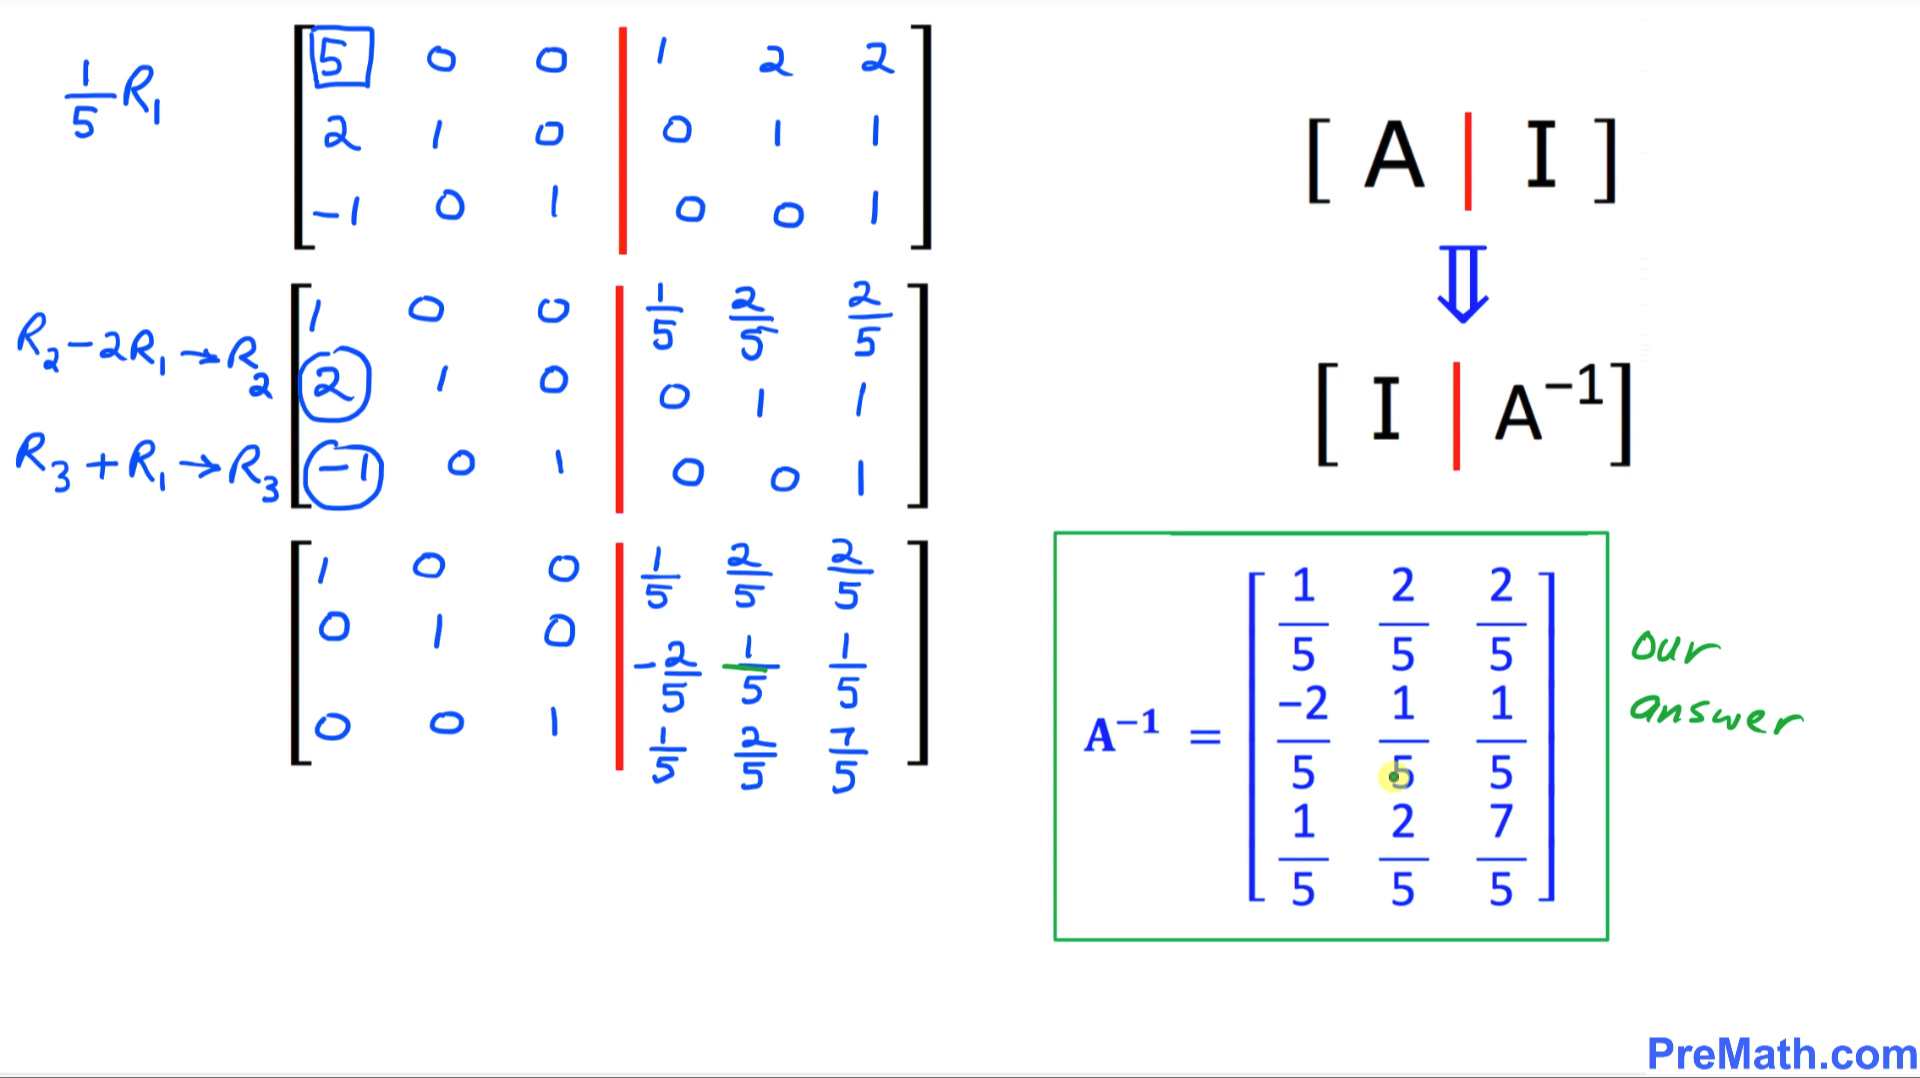 1/5 R₁
5 0 0 | 1 2 2
2 1 0 | 0 1 1
-1 0 1 | 0 0 1
1 0 0 | 1/5 2/5 2/5
R₂-2R₁→R₂ 2 1 0 | 0 1 1
R₃+R₁→R₃ -1 0 1 | 0 0 1
1 0 0 | 1/5 2/5 2/5
0 1 0 | -2/5 1/5 1/5
0 0 1 | 1/5 2/5 7/5
[ A | I ]
⇓
[ I | A⁻¹]
1/5 2/5 2/5
A⁻¹ = -2/5 1/5 1/5
1/5 2/5 7/5
our
answer
PreMath.com